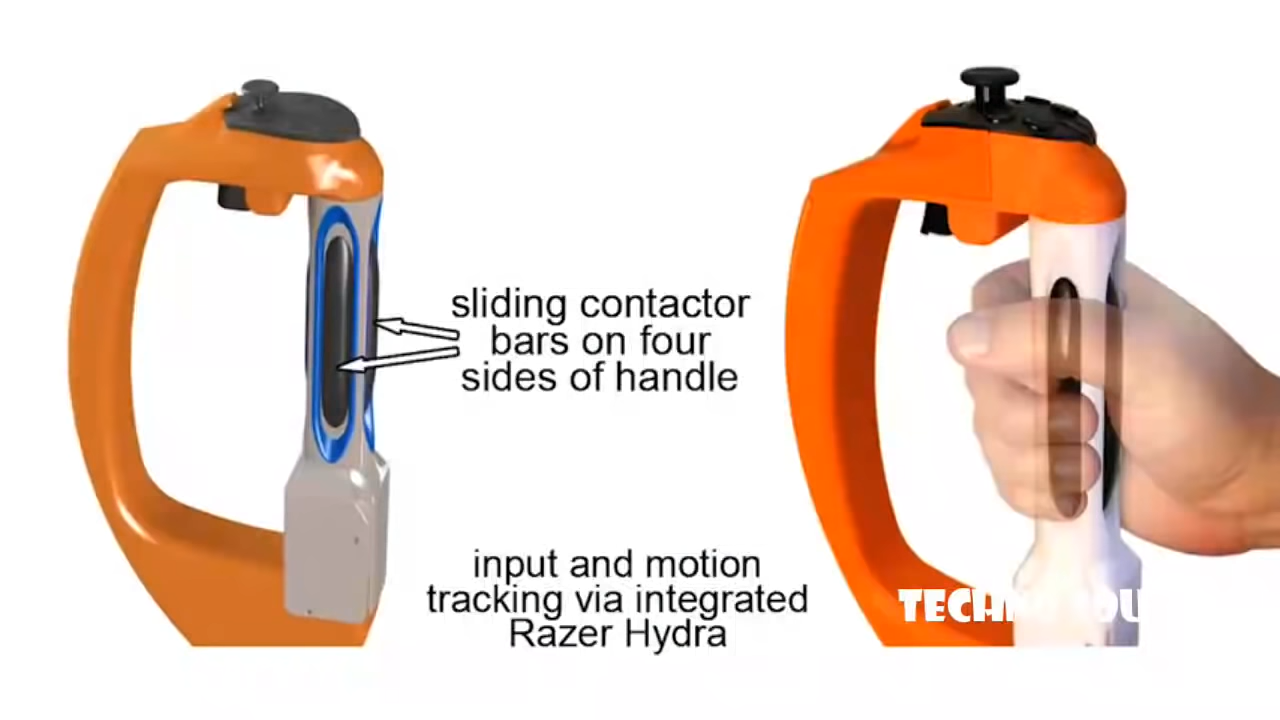 sliding contactor
bars on four
sides of handle
input and motion
tracking via integrated
Razer Hydra